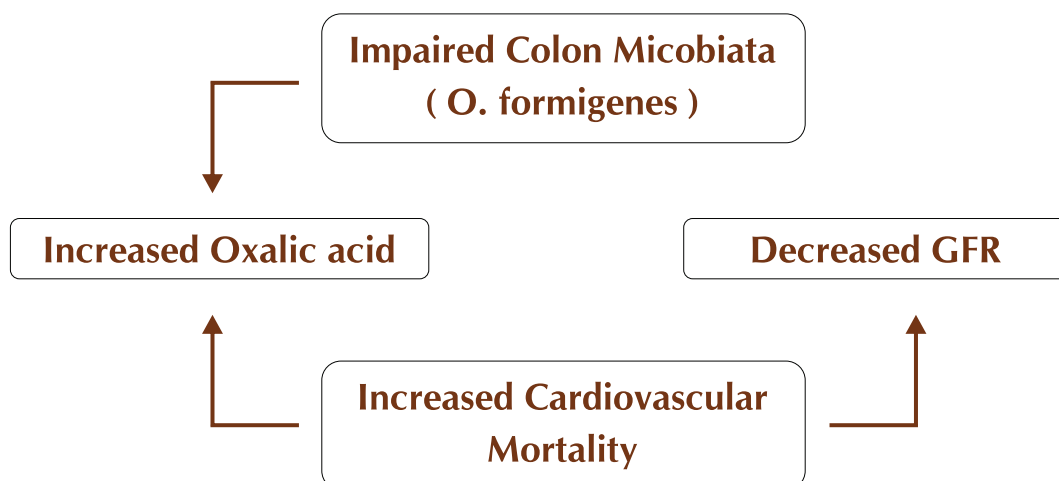 Impaired Colon Micobiata
( O. formigenes )
Increased Oxalic acid
Decreased GFR
Increased Cardiovascular
Mortality